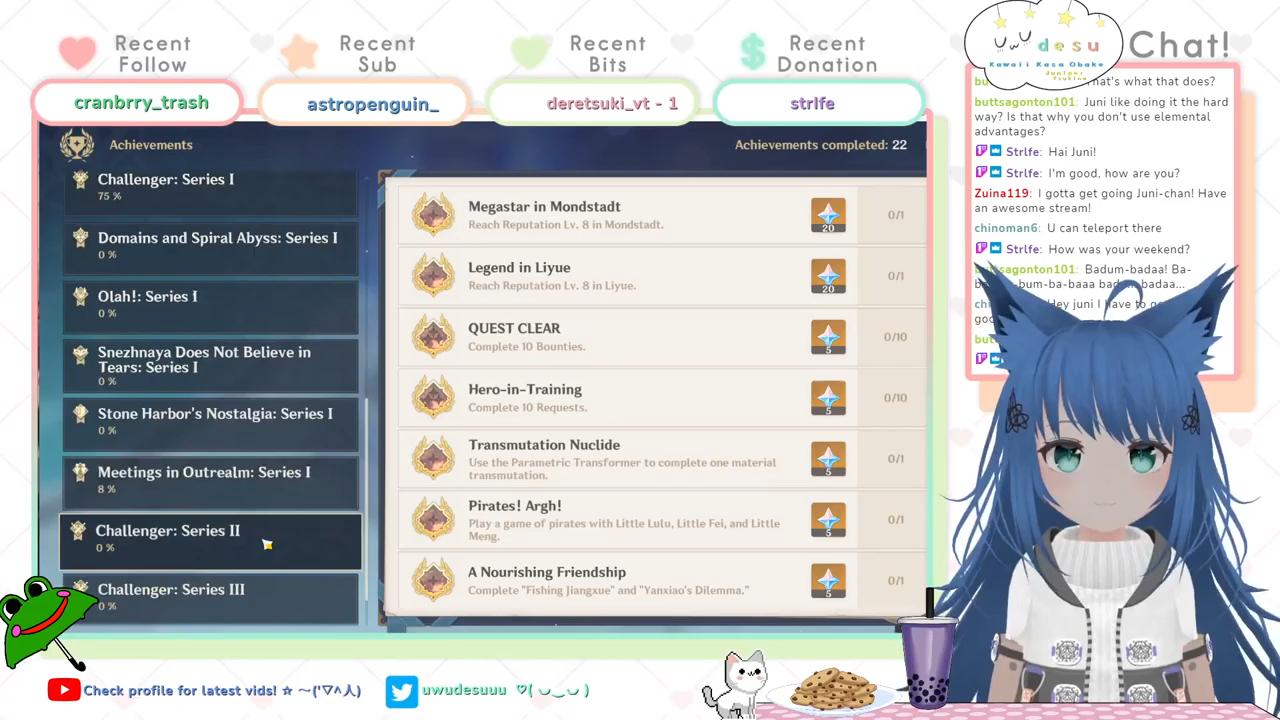 Recent
Follow
Recent
Sub
Recent
Bits
Recent
Donation
UwU desu
Kawaii Kasa Obake
Juniper
Tsukino
Chat!
cranbrry_trash
astropenguin_
deretsuki_vt - 1
strlfe
Achievements
Achievements completed: 22
Challenger: Series I
75 %
Domains and Spiral Abyss: Series I
0 %
Olah!: Series I
0 %
Snezhnaya Does Not Believe in
Tears: Series I
0 %
Stone Harbor's Nostalgia: Series I
0 %
Meetings in Outrealm: Series I
8 %
Challenger: Series II
0 %
Challenger: Series III
0 %
Megastar in Mondstadt
Reach Reputation Lv. 8 in Mondstadt.
20
0/1
Legend in Liyue
Reach Reputation Lv. 8 in Liyue.
20
0/1
QUEST CLEAR
Complete 10 Bounties.
5
0/10
Hero-in-Training
Complete 10 Requests.
5
0/10
Transmutation Nuclide
Use the Parametric Transformer to complete one material
transmutation.
5
0/1
Pirates! Argh!
Play a game of pirates with Little Lulu, Little Fei, and Little
Meng.
5
0/1
A Nourishing Friendship
Complete "Fishing Jiangxue" and "Yanxiao's Dilemma."
5
0/1
what that does?
buttsagonton101: Juni like doing it the hard
way? Is that why you don't use elemental
advantages?
Strlfe: Hai Juni!
Strlfe: I'm good, how are you?
Zuina119: I gotta get going Juni-chan! Have
an awesome stream!
chinoman6: U can teleport there
Strlfe: How was your weekend?
buttsagonton101: Badum-badaa! Ba-
Hey juni I have to
Check profile for latest vids! ☆ ～('▽^人)
uwudesuuu ♡( ◡‿◡ )